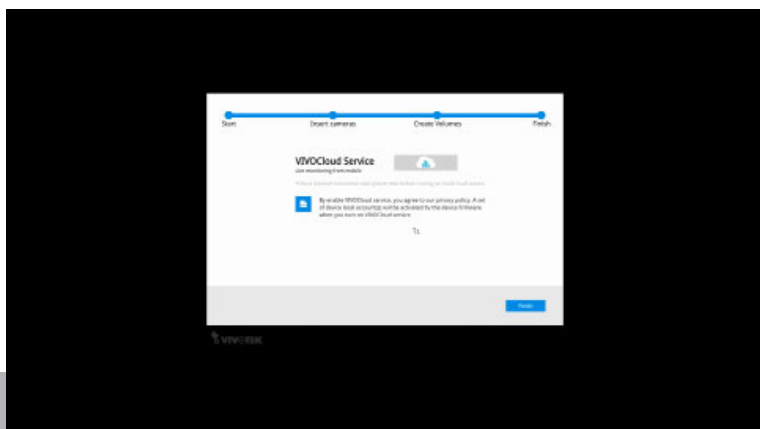 Start
Insert cameras
Create Volumes
Finish
VIVOCloud Service
Live monitoring from mobile
By enable VIVOCloud service, you agree to our privacy policy. A set
of device local account(s) will be activated by the device firmware
when you turn on VIVOCloud service
Finish
VIVOTEK